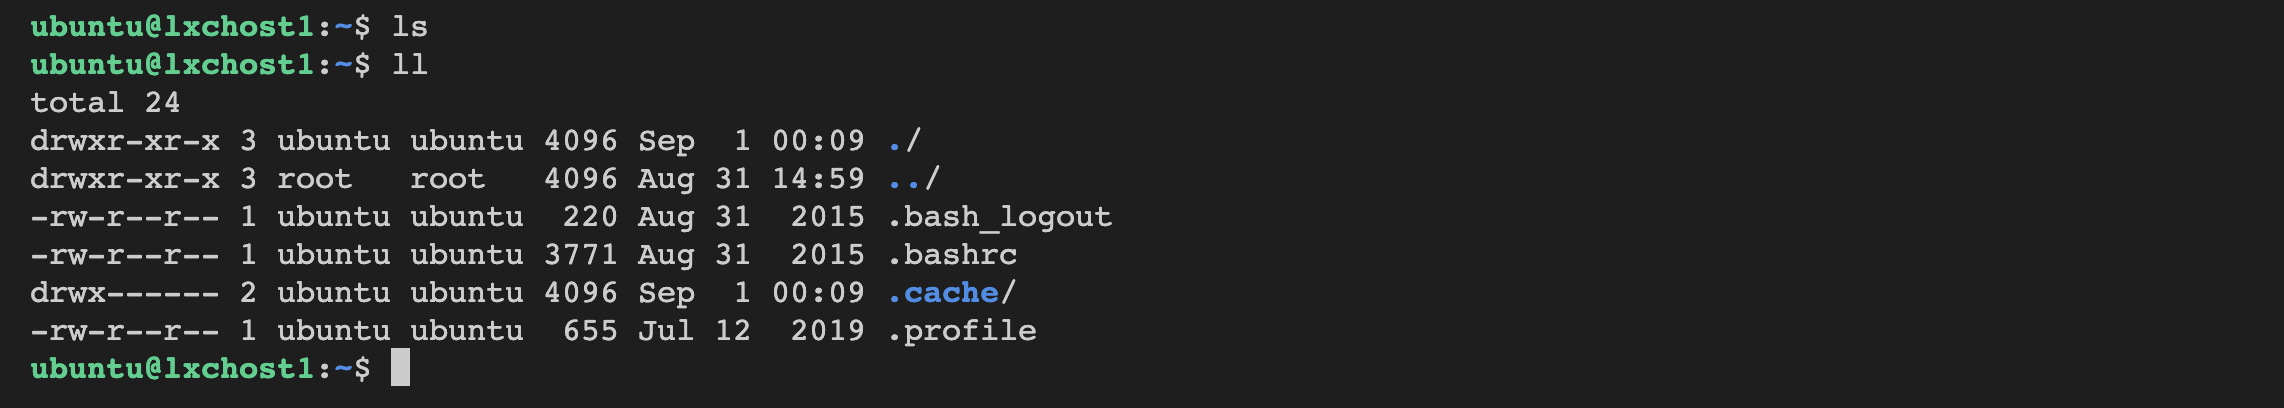 ubuntu@lxchost1:~$ ls
ubuntu@lxchost1:~$ ll
total 24
drwxr-xr-x 3 ubuntu ubuntu 4096 Sep  1 00:09 ./
drwxr-xr-x 3 root   root   4096 Aug 31 14:59 ../
-rw-r--r-- 1 ubuntu ubuntu  220 Aug 31  2015 .bash_logout
-rw-r--r-- 1 ubuntu ubuntu 3771 Aug 31  2015 .bashrc
drwx------ 2 ubuntu ubuntu 4096 Sep  1 00:09 .cache/
-rw-r--r-- 1 ubuntu ubuntu  655 Jul 12  2019 .profile
ubuntu@lxchost1:~$